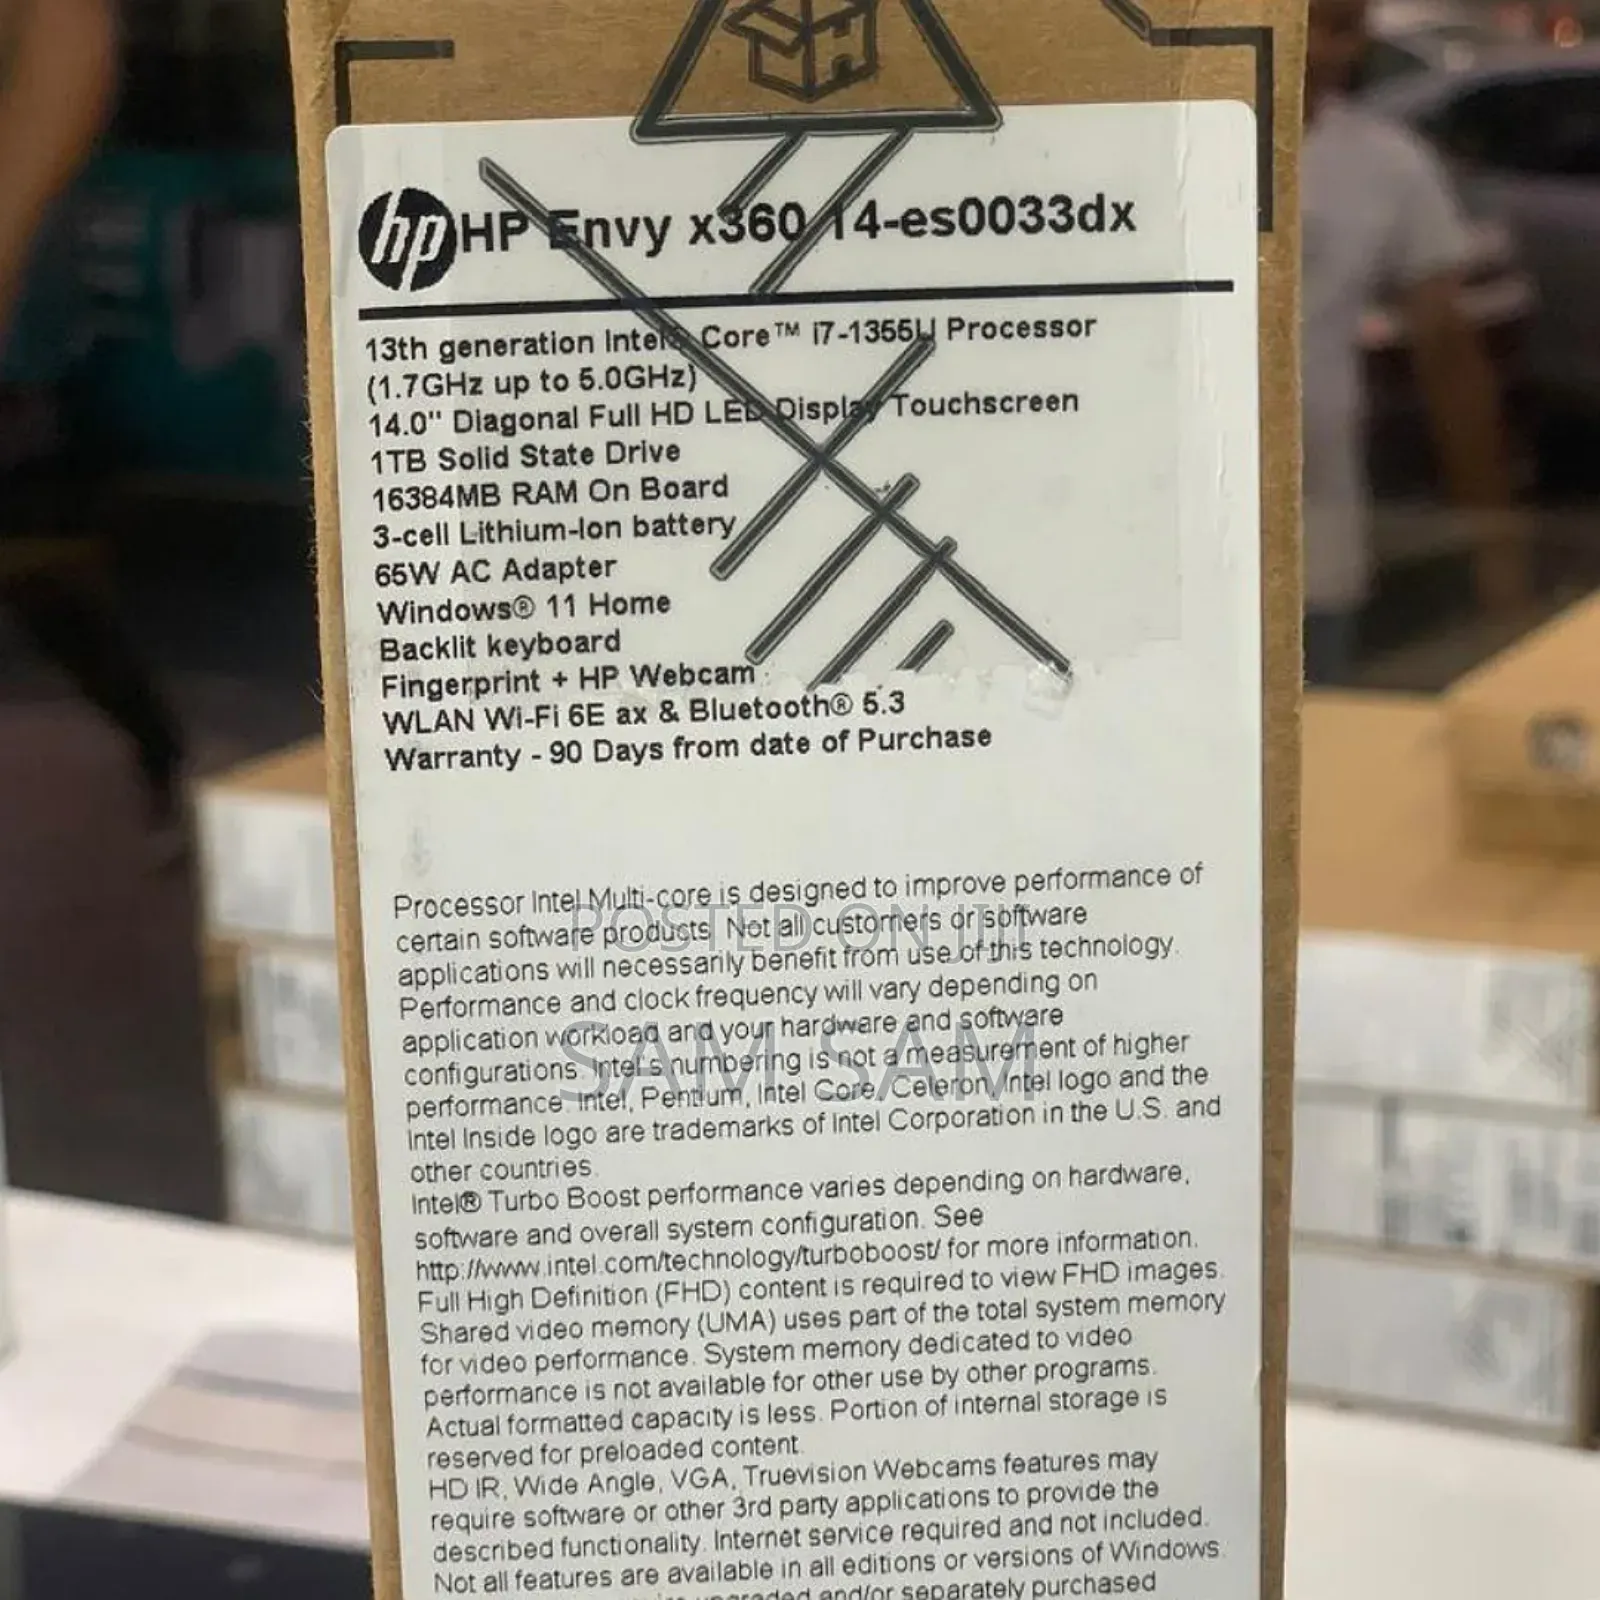 hp HP Envy x360 14-es0033dx
13th generation Intel® Core™ i7-1355U Processor
(1.7GHz up to 5.0GHz)
14.0" Diagonal Full HD LED Display Touchscreen
1TB Solid State Drive
16384MB RAM On Board
3-cell Lithium-Ion battery
65W AC Adapter
Windows® 11 Home
Backlit keyboard
Fingerprint + HP Webcam
WLAN Wi-Fi 6E ax & Bluetooth® 5.3
Warranty - 90 Days from date of Purchase
Processor Intel Multi-core is designed to improve performance of
certain software products. Not all customers or software
applications will necessarily benefit from use of this technology.
Performance and clock frequency will vary depending on
application workload and your hardware and software
configurations. Intel's numbering is not a measurement of higher
performance. Intel, Pentium, Intel Core, Celeron, Intel logo and the
Intel Inside logo are trademarks of Intel Corporation in the U.S. and
other countries.
Intel® Turbo Boost performance varies depending on hardware,
software and overall system configuration. See
http://www.intel.com/technology/turboboost/ for more information.
Full High Definition (FHD) content is required to view FHD images.
Shared video memory (UMA) uses part of the total system memory
for video performance. System memory dedicated to video
performance is not available for other use by other programs.
Actual formatted capacity is less. Portion of internal storage is
reserved for preloaded content.
HD IR, Wide Angle, VGA, Truevision Webcams features may
require software or other 3rd party applications to provide the
described functionality. Internet service required and not included.
Not all features are available in all editions or versions of Windows.
upgraded and/or separately purchased
POSTED ON JIJI
SAM SAM